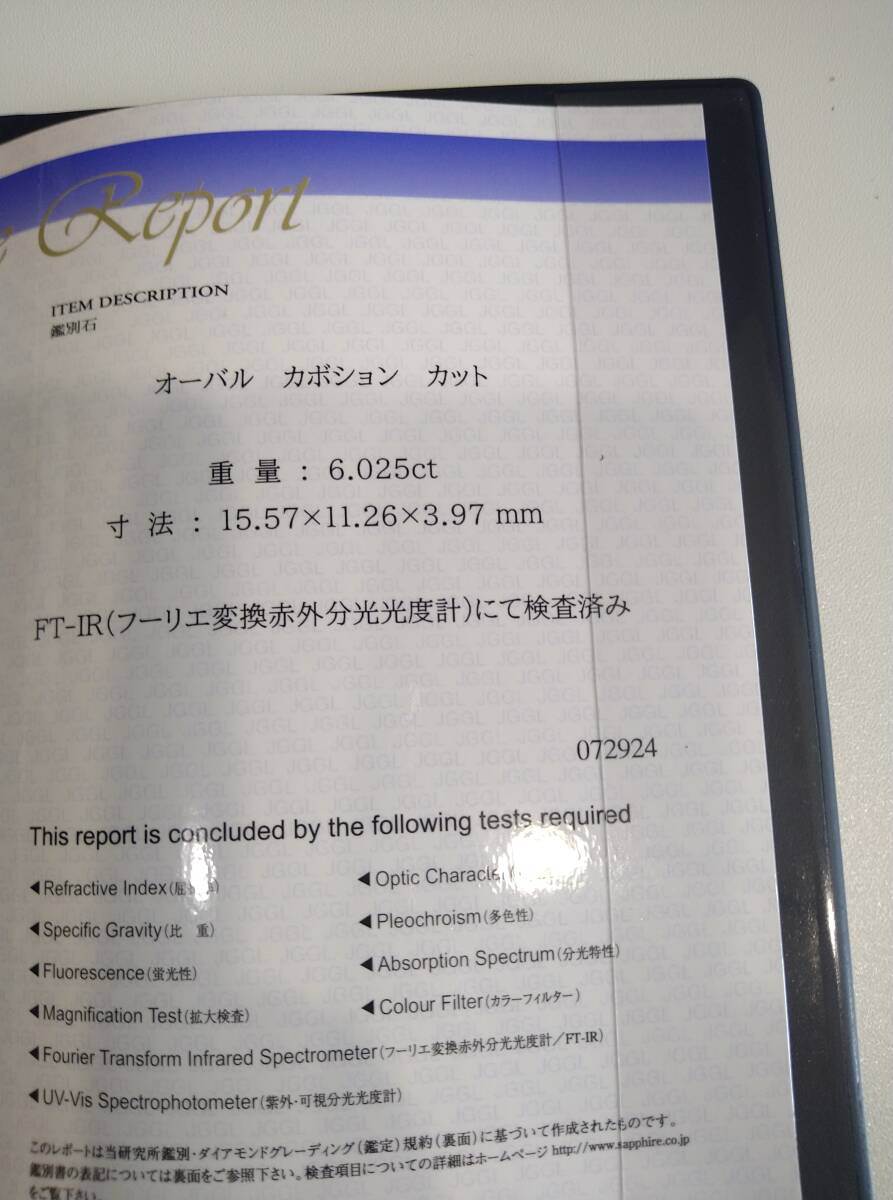 Report
ITEM DESCRIPTION
鑑別石
オーバル カボション カット
重 量 : 6.025ct
寸 法 : 15.57×11.26×3.97 mm
FT-IR(フーリエ変換赤外分光光度計)にて検査済み
072924
This report is concluded by the following tests required
◀Refractive Index
◀Optic Charac
◀Specific Gravity(比 重)
◀Pleochroism(多色性)
◀Fluorescence(蛍光性)
◀Absorption Spectrum(分光特性)
◀Magnification Test(拡大検査)
◀Colour Filter(カラーフィルター)
◀Fourier Transform Infrared Spectrometer(フーリエ変換赤外分光光度計/FT-IR)
◀UV-Vis Spectrophotometer(紫外・可視分光光度計)
このレポートは当研究所鑑別・ダイアモンドグレーディング(鑑定)規約(裏面)に基づいて作成されたものです。
鑑別書の表記については裏面をご参照下さい。検査項目についての詳細はホームページ http://www.sapphire.co.jp
をご覧下さい。